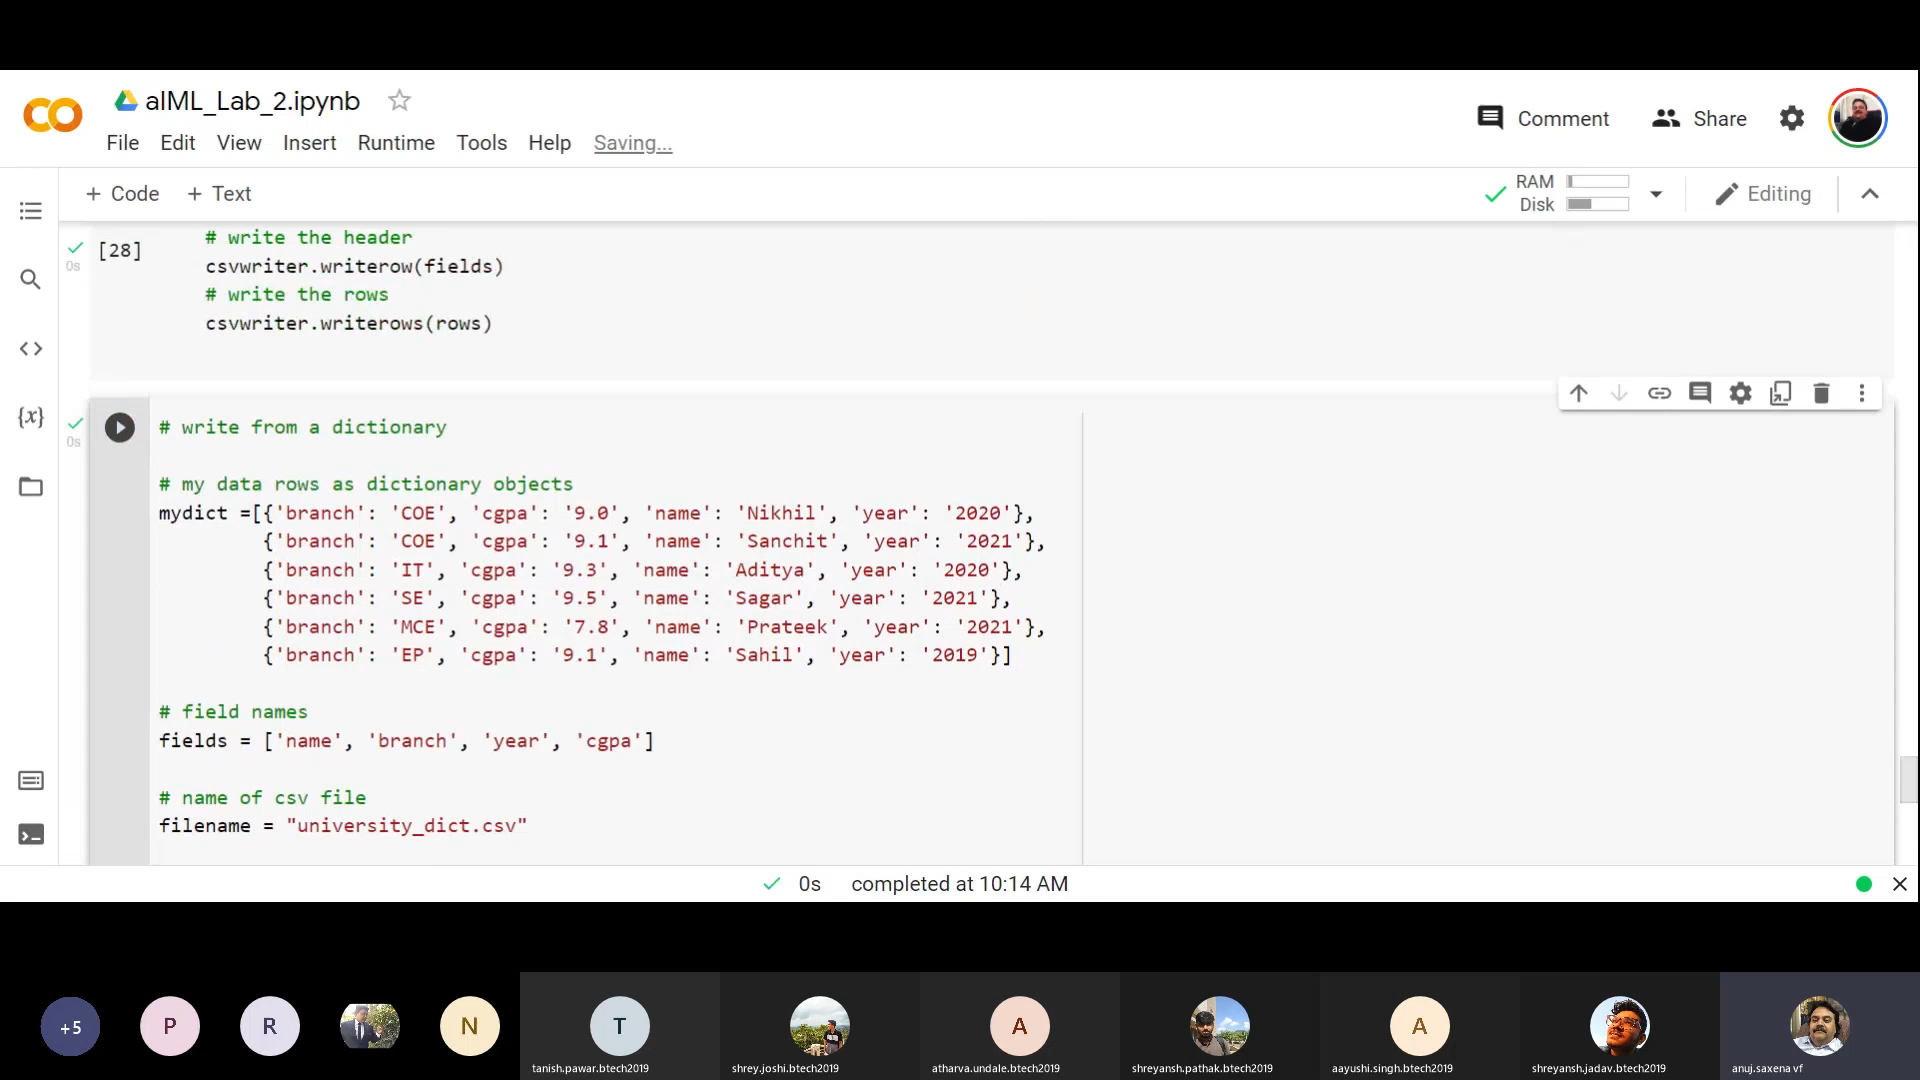 aIML_Lab_2.ipynb
File Edit View Insert Runtime Tools Help Saving...
Comment Share
+ Code + Text
RAM
Disk
Editing
[28]
0s
# write the header
csvwriter.writerow(fields)
# write the rows
csvwriter.writerows(rows)
0s
# write from a dictionary
# my data rows as dictionary objects
mydict =[{'branch': 'COE', 'cgpa': '9.0', 'name': 'Nikhil', 'year': '2020'},
{'branch': 'COE', 'cgpa': '9.1', 'name': 'Sanchit', 'year': '2021'},
{'branch': 'IT', 'cgpa': '9.3', 'name': 'Aditya', 'year': '2020'},
{'branch': 'SE', 'cgpa': '9.5', 'name': 'Sagar', 'year': '2021'},
{'branch': 'MCE', 'cgpa': '7.8', 'name': 'Prateek', 'year': '2021'},
{'branch': 'EP', 'cgpa': '9.1', 'name': 'Sahil', 'year': '2019'}]
# field names
fields = ['name', 'branch', 'year', 'cgpa']
# name of csv file
filename = "university_dict.csv"
0s completed at 10:14 AM
+5 P R N T A A
tanish.pawar.btech2019 shrey.joshi.btech2019 atharva.undale.btech2019 shreyansh.pathak.btech2019 aayushi.singh.btech2019 shreyansh.jadav.btech2019 anuj.saxena vf